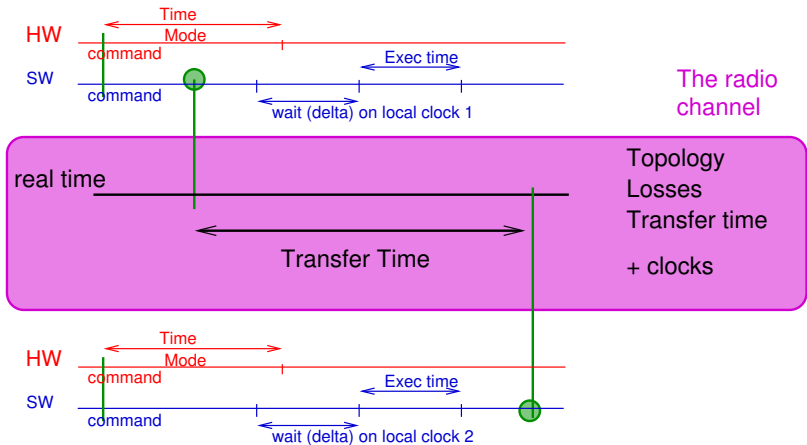 Time
HW
Mode
command
Exec time
SW
command
wait (delta) on local clock 1
The radio
channel
real time
Topology
Losses
Transfer time
+ clocks
Transfer Time
Time
HW
Mode
command
Exec time
SW
command
wait (delta) on local clock 2